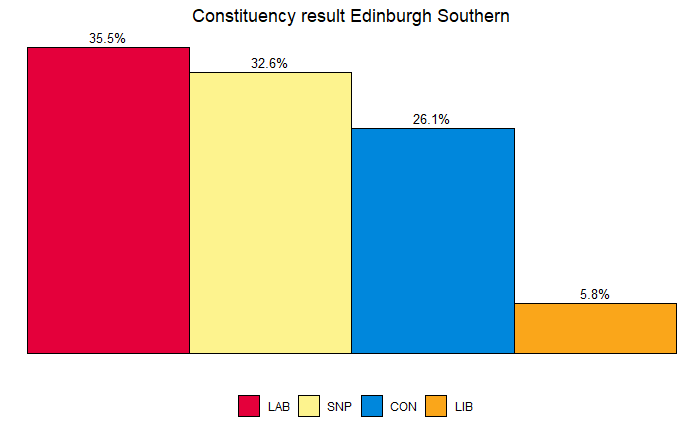 Constituency result Edinburgh Southern
35.5%
32.6%
26.1%
5.8%
LAB SNP CON LIB